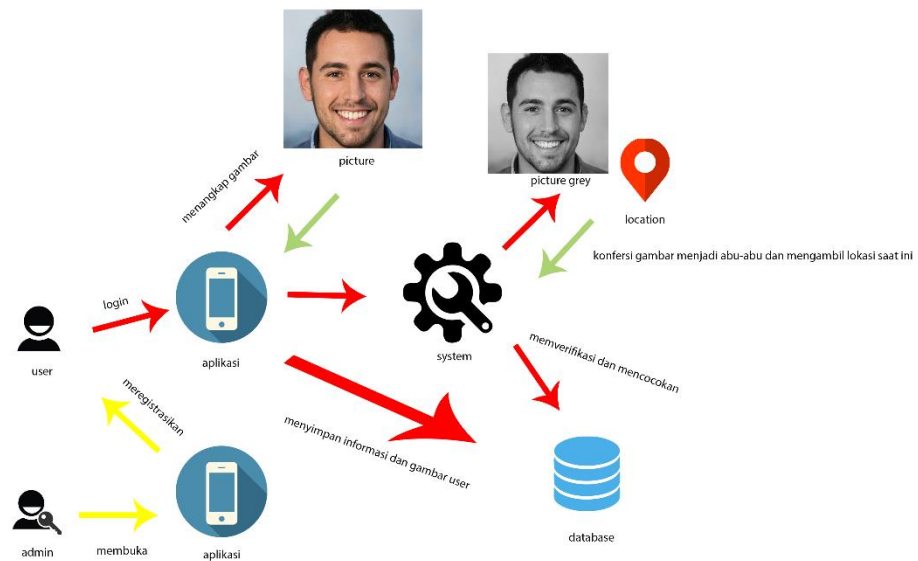 picture
picture grey
menangkap gambar
location
konfersi gambar menjadi abu-abu dan mengambil lokasi saat ini
login
user
aplikasi
system
memverifikasi dan mencocokan
meregistrasikan
menyimpan informasi dan gambar user
admin
membuka
aplikasi
database